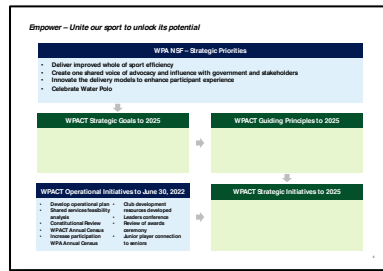 Empower – Unite our sport to unlock its potential
WPA NSF – Strategic Priorities
• Deliver improved whole of sport efficiency
• Create one shared voice of advocacy and influence with government and stakeholders
• Innovate the delivery models to enhance participant experience
• Celebrate Water Polo
WPACT Strategic Goals to 2025
WPACT Guiding Principles to 2025
WPACT Operational Initiatives to June 30, 2022
• Develop operational plan
• Shared services feasibility
analysis
• Constitutional Review
• WPACT Annual Census
• Increase participation
WPA Annual Census
• Club development
resources developed
• Leaders conference
• Review of awards
ceremony
• Junior player connection
to seniors
WPACT Strategic Initiatives to 2025